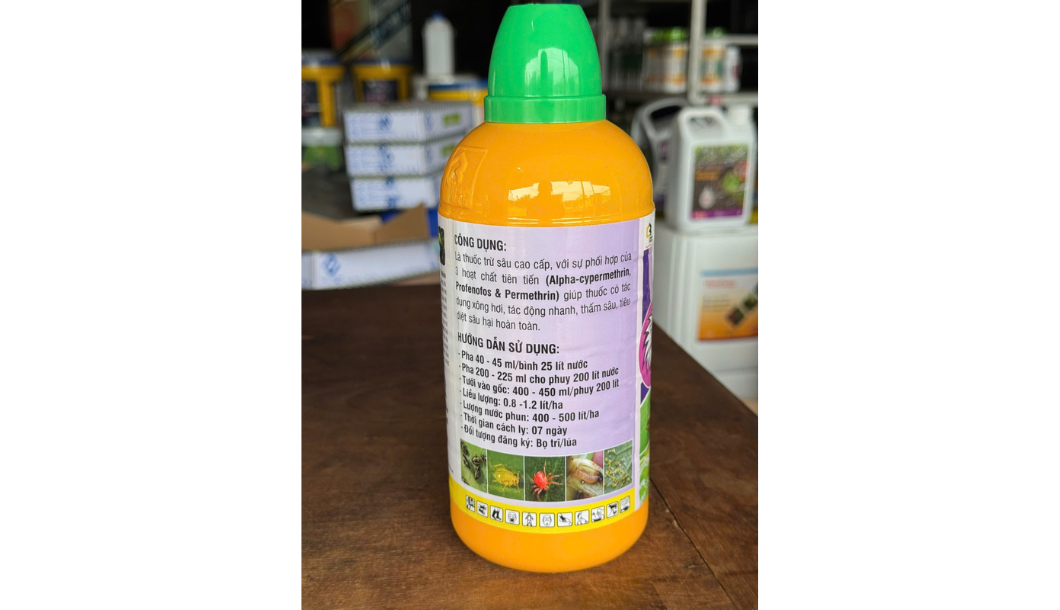 CÔNG DỤNG:
Là thuốc trừ sâu cao cấp, với sự phối hợp của
3 hoạt chất tiên tiến (Alpha-cypermethrin,
Profenofos & Permethrin) giúp thuốc có tác
dụng xông hơi, tác động nhanh, thấm sâu, tiêu
diệt sâu hại hoàn toàn.
HƯỚNG DẪN SỬ DỤNG:
- Pha 40 - 45 ml/bình 25 lít nước
- Pha 200 - 225 ml cho phuy 200 lít nước
- Tưới vào gốc: 400 - 450 ml/phuy 200 lít
- Liều lượng: 0.8 -1.2 lít/ha
- Lượng nước phun: 400 - 500 lít/ha
- Thời gian cách ly: 07 ngày
- Đối tượng đăng ký: Bọ trĩ/lúa